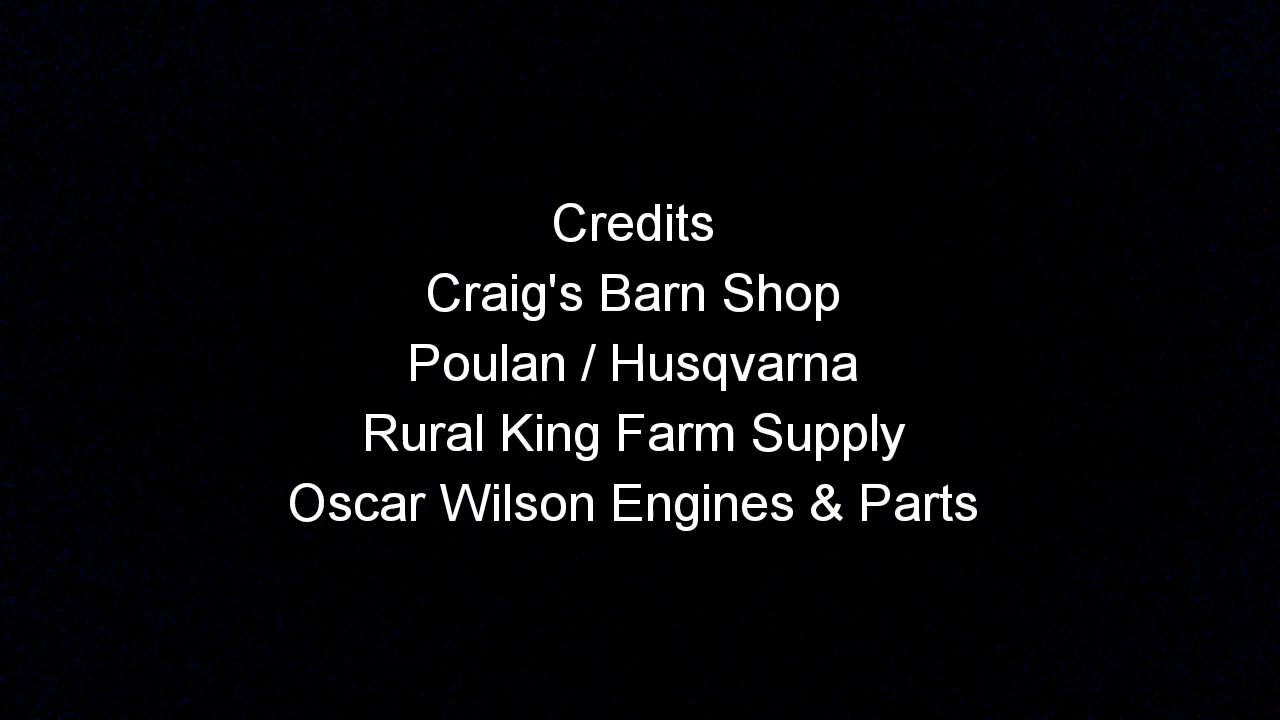 Credits
Craig's Barn Shop
Poulan / Husqvarna
Rural King Farm Supply
Oscar Wilson Engines & Parts